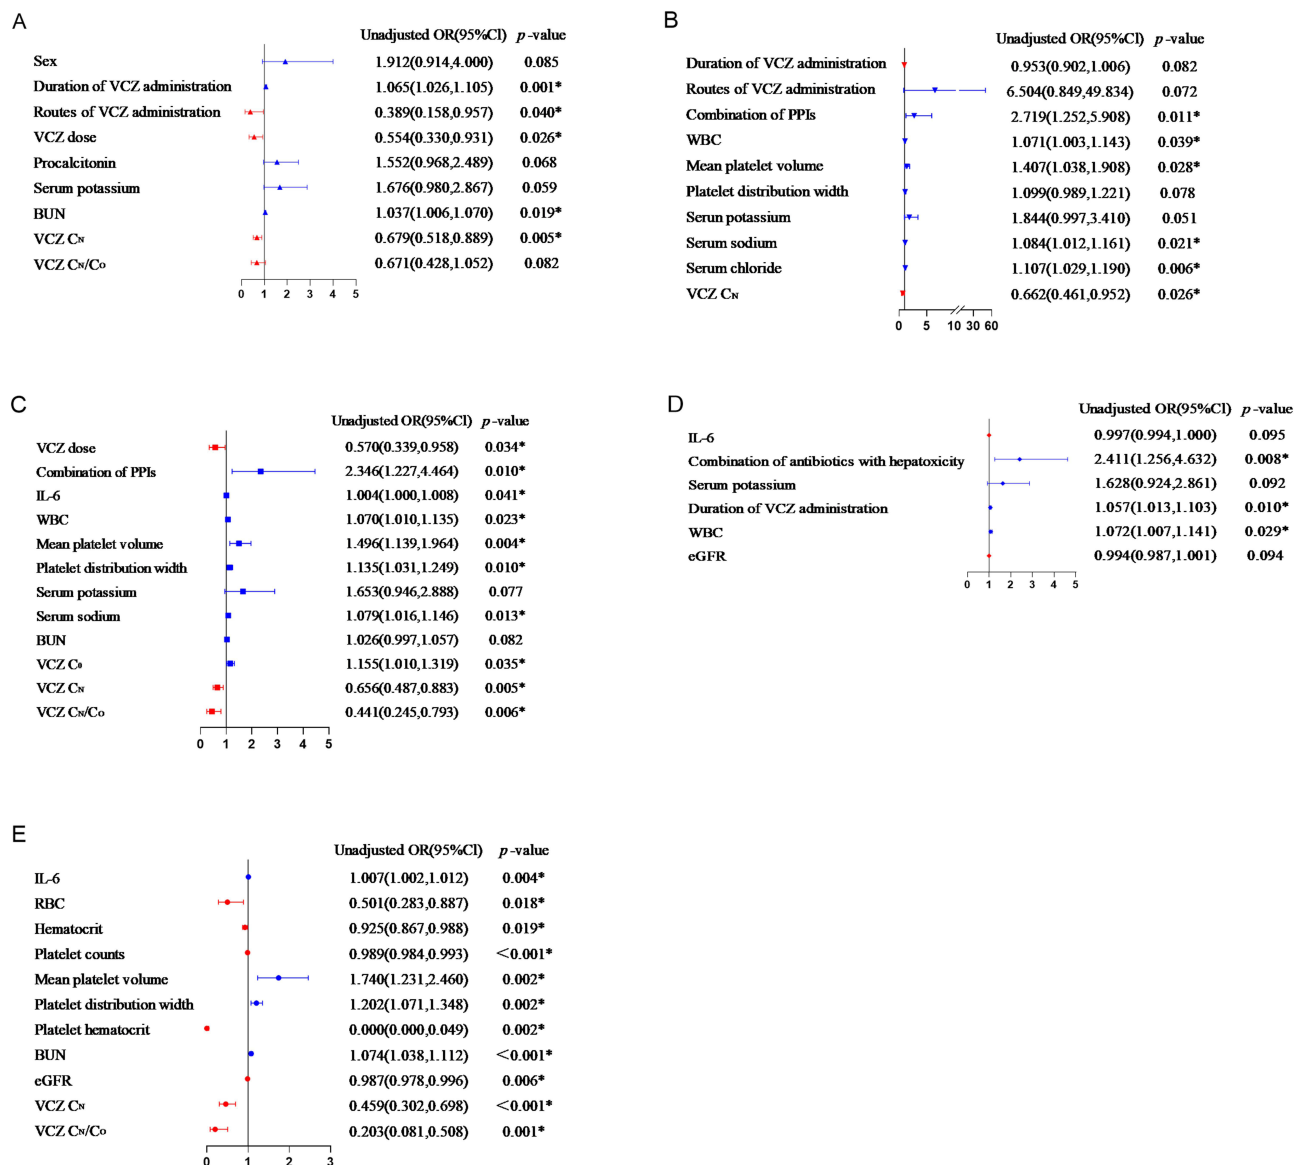 A
Unadjusted OR(95%Cl) p-value
Sex 1.912(0.914,4.000) 0.085
Duration of VCZ administration 1.065(1.026,1.105) 0.001*
Routes of VCZ administration 0.389(0.158,0.957) 0.040*
VCZ dose 0.554(0.330,0.931) 0.026*
Procalcitonin 1.552(0.968,2.489) 0.068
Serum potassium 1.676(0.980,2.867) 0.059
BUN 1.037(1.006,1.070) 0.019*
VCZ CN 0.679(0.518,0.889) 0.005*
VCZ CN/CO 0.671(0.428,1.052) 0.082
0 1 2 3 4 5
B
Unadjusted OR(95%Cl) p-value
Duration of VCZ administration 0.953(0.902,1.006) 0.082
Routes of VCZ administration 6.504(0.849,49.834) 0.072
Combination of PPIs 2.719(1.252,5.908) 0.011*
WBC 1.071(1.003,1.143) 0.039*
Mean platelet volume 1.407(1.038,1.908) 0.028*
Platelet distribution width 1.099(0.989,1.221) 0.078
Serun potassium 1.844(0.997,3.410) 0.051
Serum sodium 1.084(1.012,1.161) 0.021*
Serum chloride 1.107(1.029,1.190) 0.006*
VCZ CN 0.662(0.461,0.952) 0.026*
0 5 10 30 60
C
Unadjusted OR(95%Cl) p-value
VCZ dose 0.570(0.339,0.958) 0.034*
Combination of PPIs 2.346(1.227,4.464) 0.010*
IL-6 1.004(1.000,1.008) 0.041*
WBC 1.070(1.010,1.135) 0.023*
Mean platelet volume 1.496(1.139,1.964) 0.004*
Platelet distribution width 1.135(1.031,1.249) 0.010*
Serum potassium 1.653(0.946,2.888) 0.077
Serum sodium 1.079(1.016,1.146) 0.013*
BUN 1.026(0.997,1.057) 0.082
VCZ C0 1.155(1.010,1.319) 0.035*
VCZ CN 0.656(0.487,0.883) 0.005*
VCZ CN/CO 0.441(0.245,0.793) 0.006*
0 1 2 3 4 5
D
Unadjusted OR(95%Cl) p-value
IL-6 0.997(0.994,1.000) 0.095
Combination of antibiotics with hepatoxicity 2.411(1.256,4.632) 0.008*
Serum potassium 1.628(0.924,2.861) 0.092
Duration of VCZ administration 1.057(1.013,1.103) 0.010*
WBC 1.072(1.007,1.141) 0.029*
eGFR 0.994(0.987,1.001) 0.094
0 1 2 3 4 5
E
Unadjusted OR(95%Cl) p-value
IL-6 1.007(1.002,1.012) 0.004*
RBC 0.501(0.283,0.887) 0.018*
Hematocrit 0.925(0.867,0.988) 0.019*
Platelet counts 0.989(0.984,0.993) <0.001*
Mean platelet volume 1.740(1.231,2.460) 0.002*
Platelet distribution width 1.202(1.071,1.348) 0.002*
Platelet hematocrit 0.000(0.000,0.049) 0.002*
BUN 1.074(1.038,1.112) <0.001*
eGFR 0.987(0.978,0.996) 0.006*
VCZ CN 0.459(0.302,0.698) <0.001*
VCZ CN/CO 0.203(0.081,0.508) 0.001*
0 1 2 3